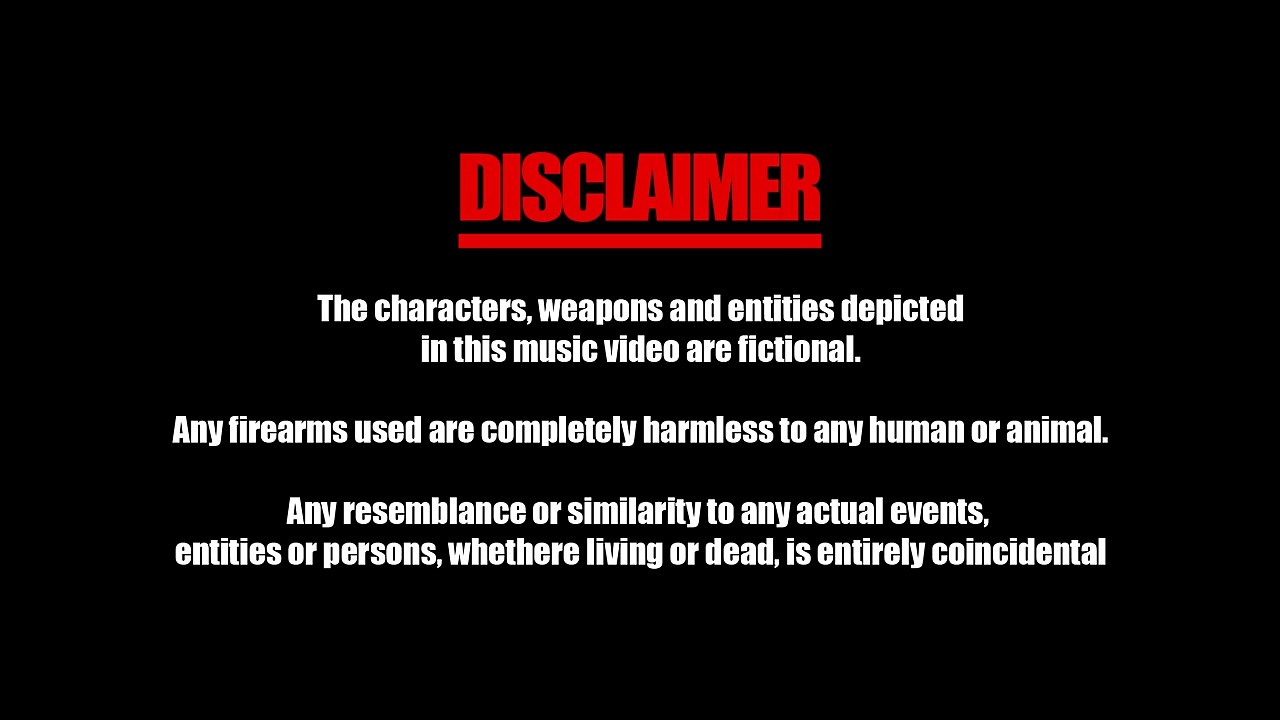 DISCLAIMER
The characters, weapons and entities depicted
in this music video are fictional.
Any firearms used are completely harmless to any human or animal.
Any resemblance or similarity to any actual events,
entities or persons, whethere living or dead, is entirely coincidental